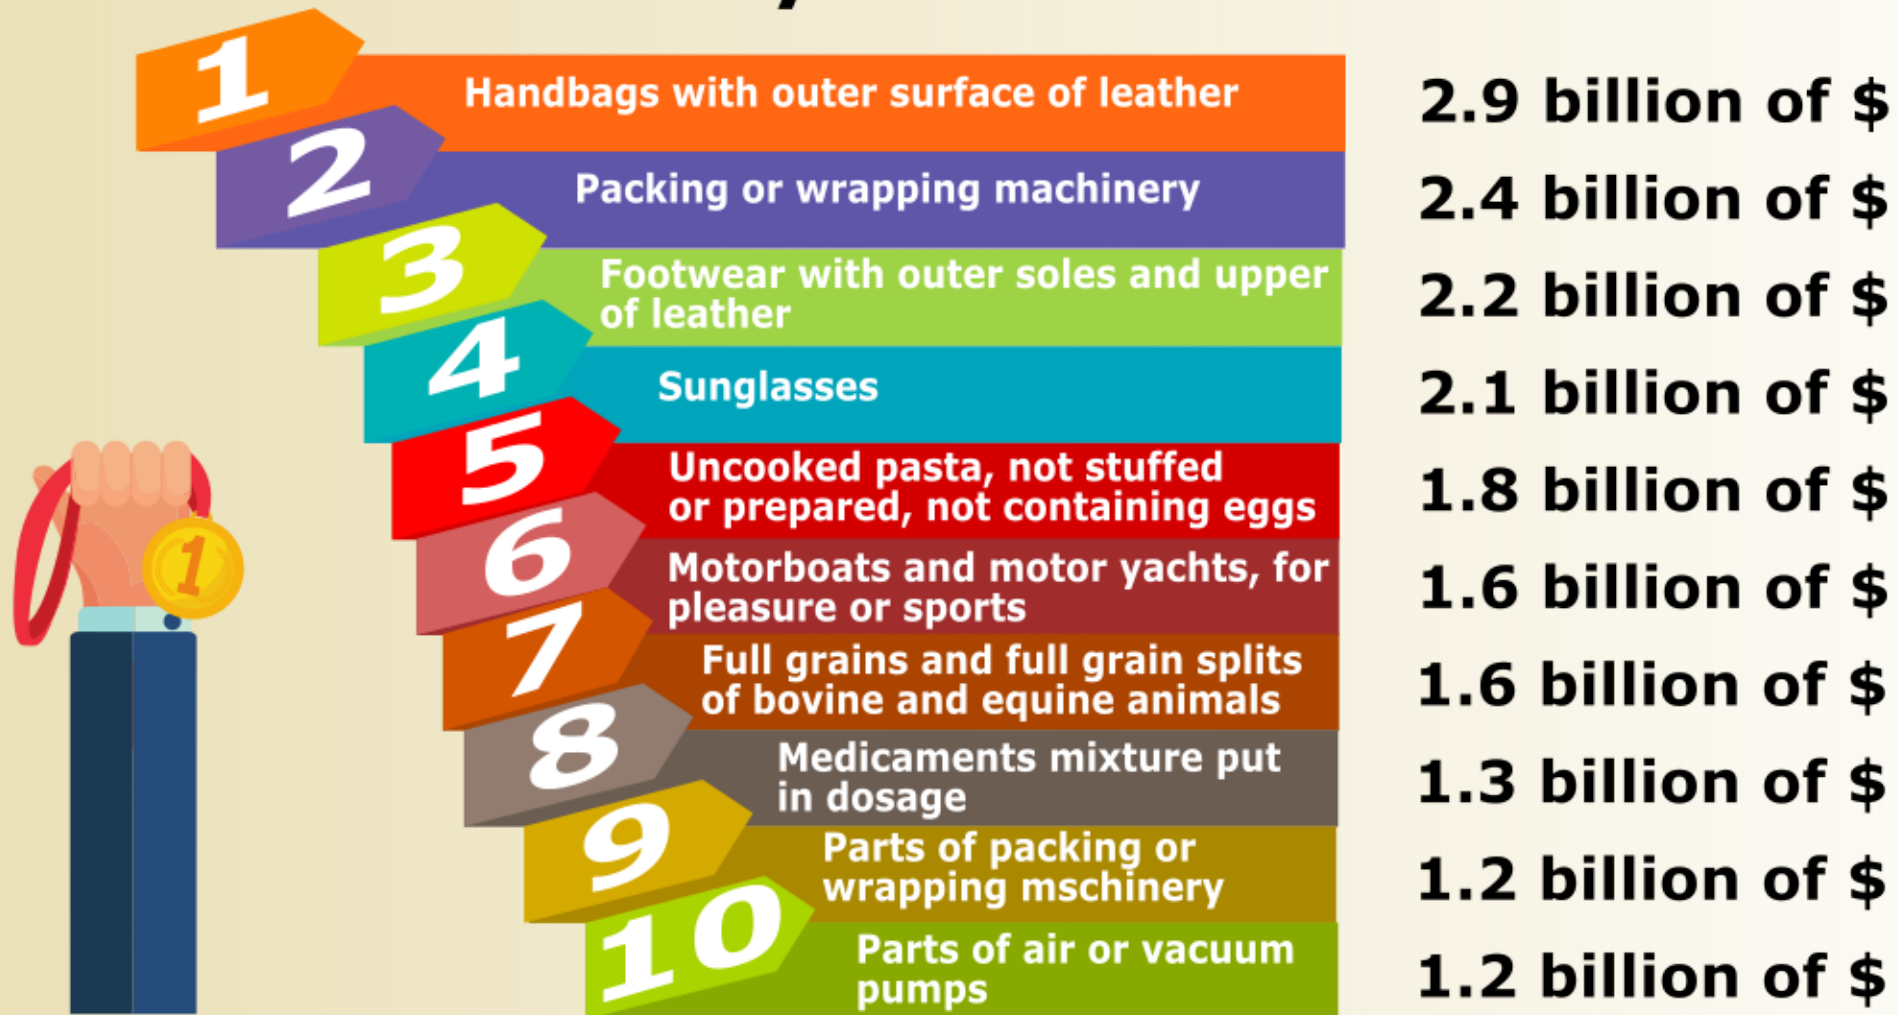 1
Handbags with outer surface of leather
2.9 billion of $
2
Packing or wrapping machinery
2.4 billion of $
3
Footwear with outer soles and upper
of leather
2.2 billion of $
4
Sunglasses
2.1 billion of $
5
Uncooked pasta, not stuffed
or prepared, not containing eggs
1.8 billion of $
6
Motorboats and motor yachts, for
pleasure or sports
1.6 billion of $
7
Full grains and full grain splits
of bovine and equine animals
1.6 billion of $
8
Medicaments mixture put
in dosage
1.3 billion of $
9
Parts of packing or
wrapping mschinery
1.2 billion of $
10
Parts of air or vacuum
pumps
1.2 billion of $
1